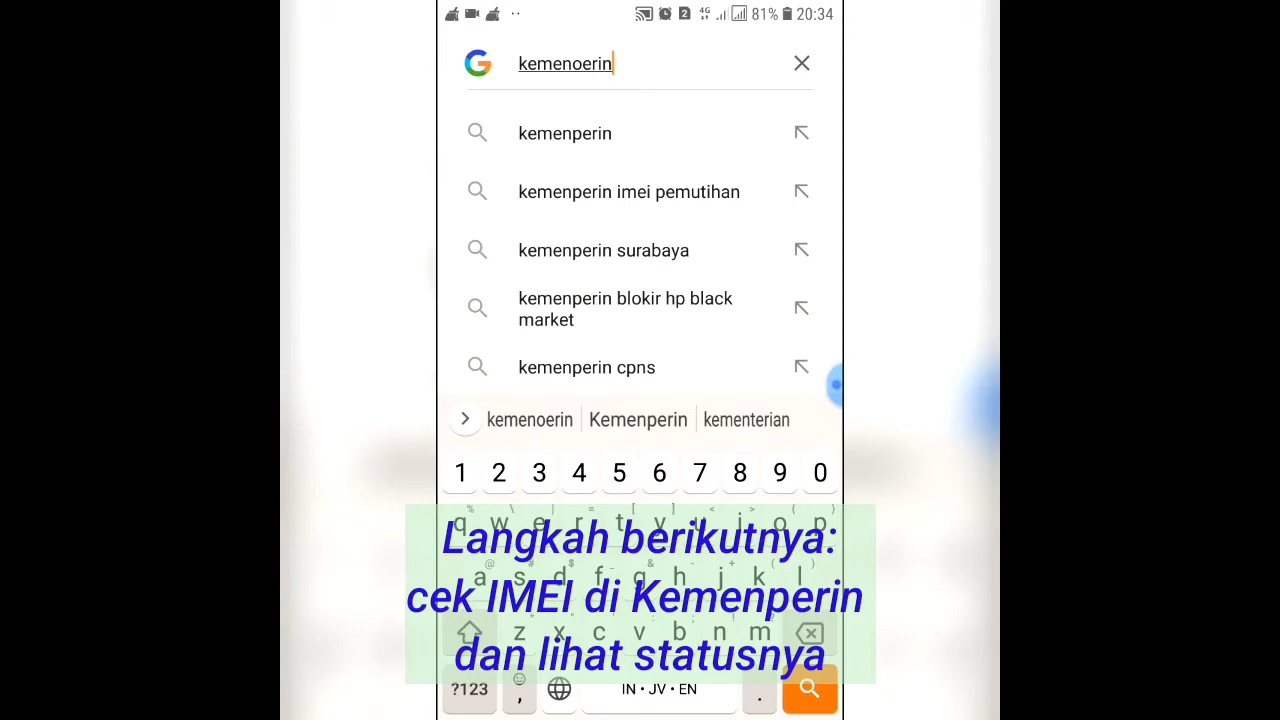 81% 20:34
kemenoerin
kemenperin
kemenperin imei pemutihan
kemenperin surabaya
kemenperin blokir hp black
market
kemenperin cpns
kemenoerin Kemenperin kementerian
1 2 3 4 5 6 7 8 9 0
q w e r t y u i o p
Langkah berikutnya:
a s d f g h j k l
cek IMEI di Kemenperin
z x c v b n m
dan lihat statusnya
?123 , IN • JV • EN .